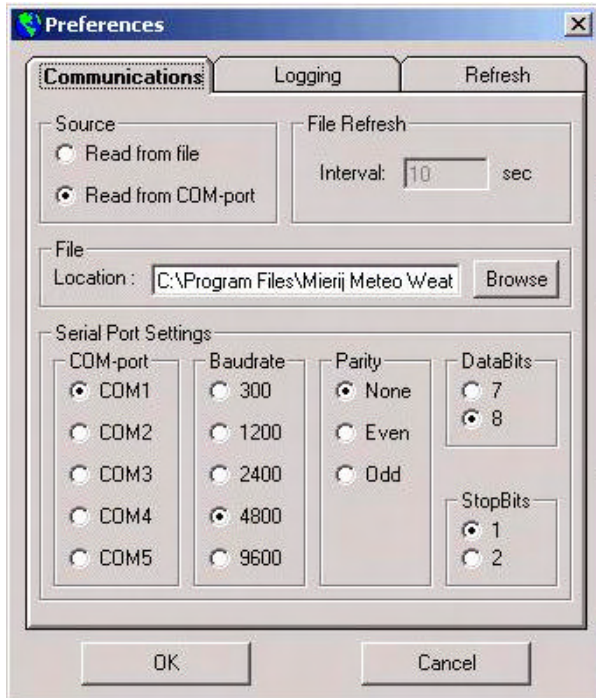 Preferences
Communications Logging Refresh
Source
Read from file
Read from COM-port
File Refresh
Interval: 10 sec
File
Location : C:\Program Files\Mierij Meteo Weat Browse
Serial Port Settings
COM-port
COM1
COM2
COM3
COM4
COM5
Baudrate
300
1200
2400
4800
9600
Parity
None
Even
Odd
DataBits
7
8
StopBits
1
2
OK Cancel